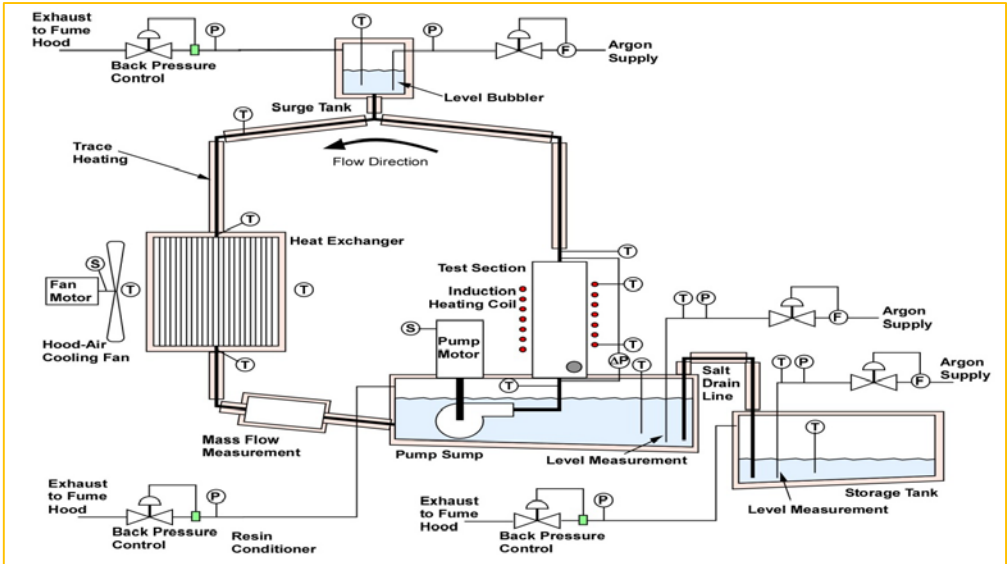 Exhaust
to Fume
Hood
P
T
P
F
Argon
Supply
Back Pressure
Control
Level Bubbler
Surge Tank
T
Trace
Heating
Flow Direction
T
Heat Exchanger
T
Test Section
S
Fan
Motor
T
T
Induction
Heating Coil
T
T
P
F
Argon
Supply
S
Pump
Motor
Hood-Air
Cooling Fan
T
T
ΔP
T
T
Salt
Drain
Line
T
P
F
Argon
Supply
T
Mass Flow
Measurement
Pump Sump
Level Measurement
Storage Tank
Level Measurement
Exhaust
to Fume
Hood
P
Back Pressure
Control
Resin
Conditioner
Exhaust
to Fume
Hood
P
Back Pressure
Control